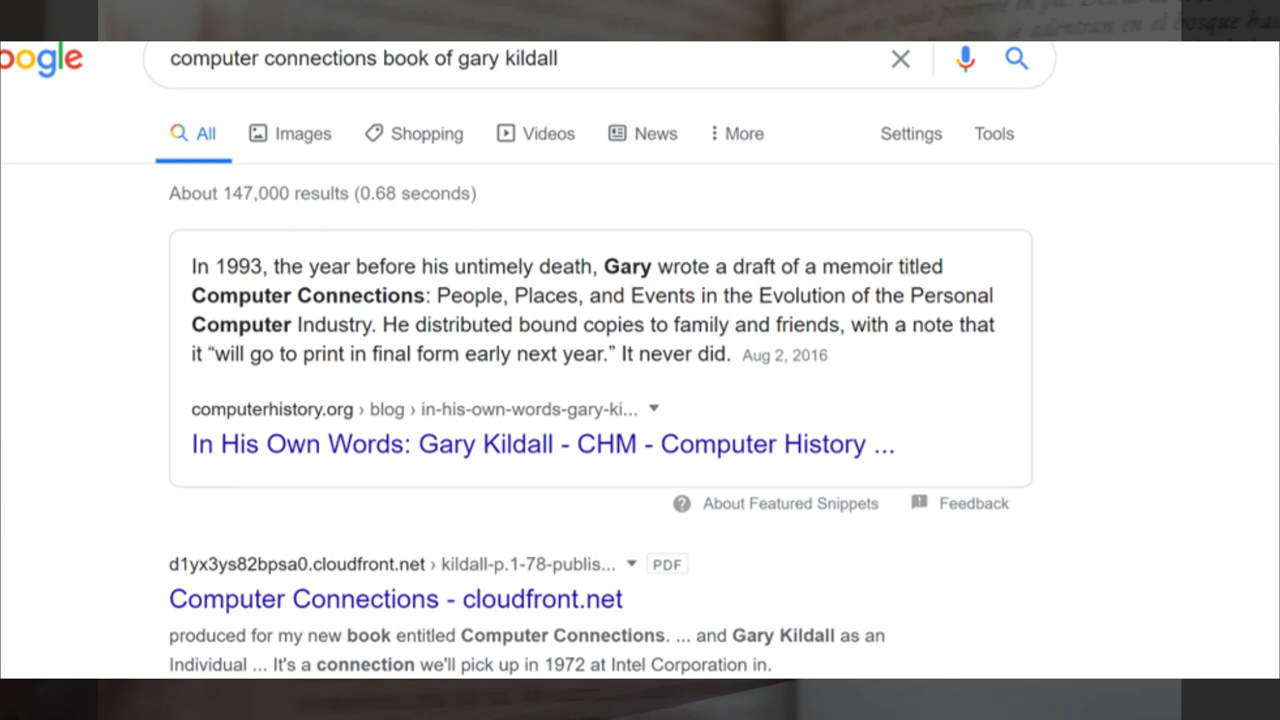 oogle
computer connections book of gary kildall
All Images Shopping Videos News More Settings Tools
About 147,000 results (0.68 seconds)
In 1993, the year before his untimely death, Gary wrote a draft of a memoir titled
Computer Connections: People, Places, and Events in the Evolution of the Personal
Computer Industry. He distributed bound copies to family and friends, with a note that
it “will go to print in final form early next year.” It never did. Aug 2, 2016
computerhistory.org › blog › in-his-own-words-gary-ki...
In His Own Words: Gary Kildall - CHM - Computer History ...
About Featured Snippets Feedback
d1yx3ys82bpsa0.cloudfront.net › kildall-p.1-78-publis... PDF
Computer Connections - cloudfront.net
produced for my new book entitled Computer Connections. ... and Gary Kildall as an
Individual ... It's a connection we'll pick up in 1972 at Intel Corporation in.